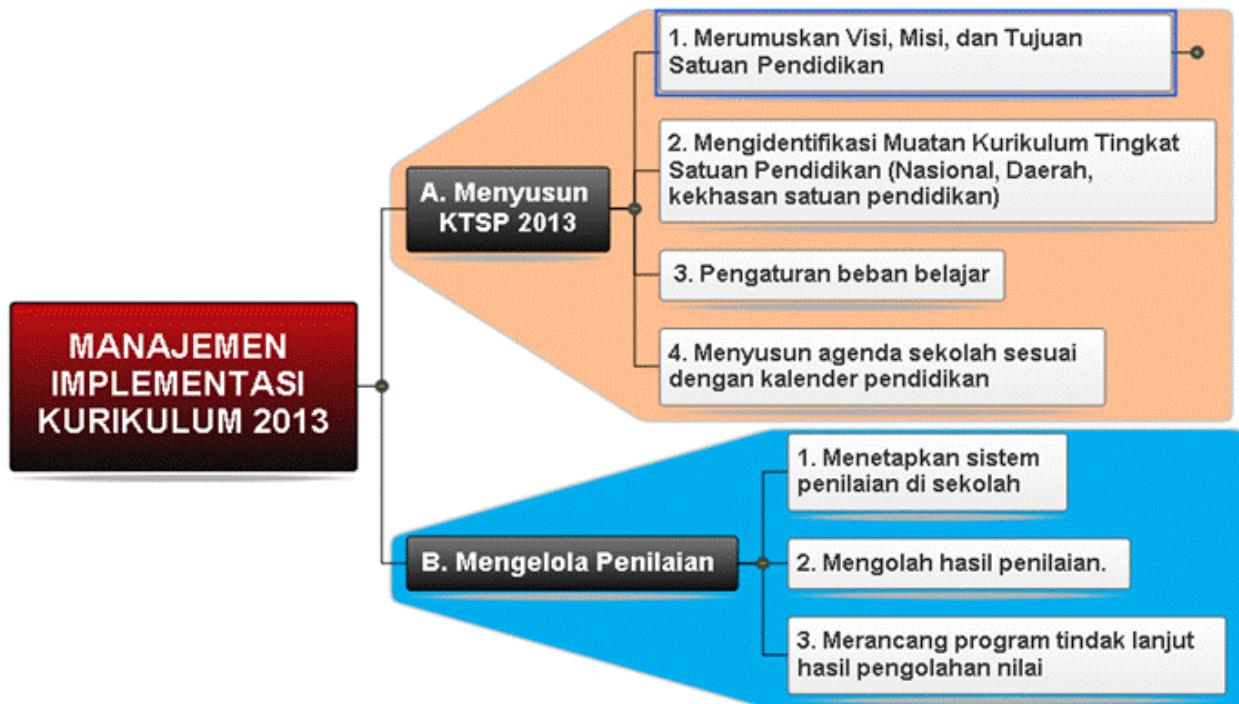 MANAJEMEN
IMPLEMENTASI
KURIKULUM 2013
A. Menyusun
KTSP 2013
1. Merumuskan Visi, Misi, dan Tujuan
Satuan Pendidikan
2. Mengidentifikasi Muatan Kurikulum Tingkat
Satuan Pendidikan (Nasional, Daerah,
kekhasan satuan pendidikan)
3. Pengaturan beban belajar
4. Menyusun agenda sekolah sesuai
dengan kalender pendidikan
B. Mengelola Penilaian
1. Menetapkan sistem
penilaian di sekolah
2. Mengolah hasil penilaian.
3. Merancang program tindak lanjut
hasil pengolahan nilai